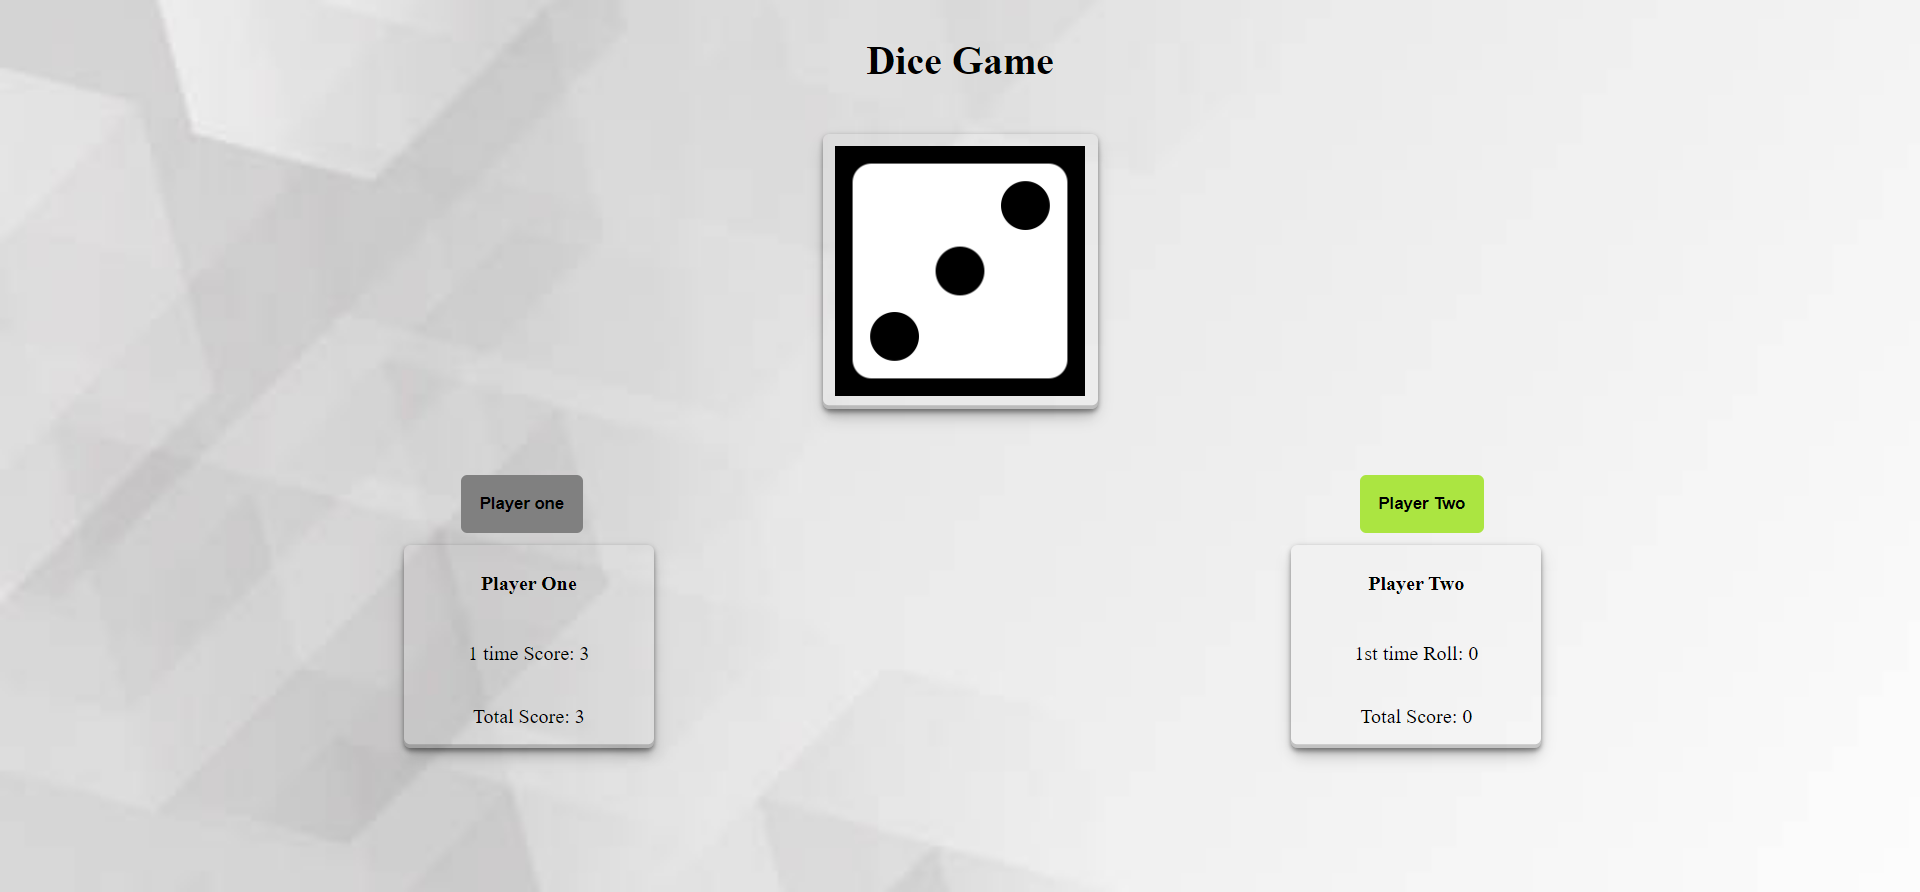 Dice Game
Player one
Player Two
Player One
1 time Score: 3
Total Score: 3
Player Two
1st time Roll: 0
Total Score: 0